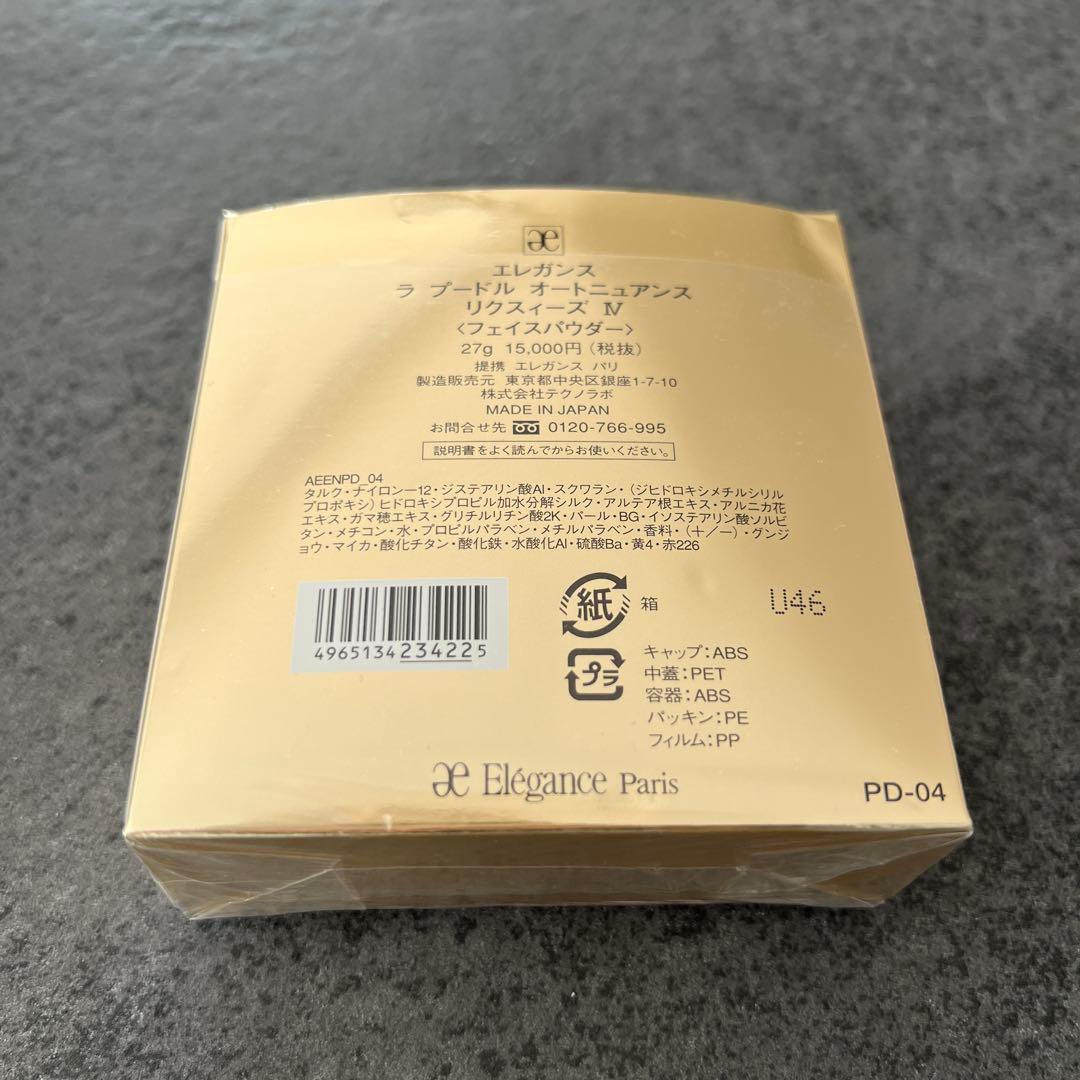 æ
エレガンス
ラ プードル オートニュアンス
リクスィーズ Ⅳ
〈フェイスパウダー〉
27g 15,000円(税抜)
提携 エレガンス パリ
製造販売元 東京都中央区銀座1-7-10
株式会社テクノラボ
MADE IN JAPAN
お問合せ先 0120-766-995
説明書をよく読んでからお使いください。
AEENPD_04
タルク・ナイロンー12・ジステアリン酸Al・スクワラン・(ジヒドロキシメチルシリル
プロポキシ)ヒドロキシプロピル加水分解シルク・アルテア根エキス・アルニカ花
エキス・ガマ穂エキス・グリチルリチン酸2K・パール・BG・イソステアリン酸ソルビ
タン・メチコン・水・プロピルパラベン・メチルパラベン・香料・(+/-)・グンジ
ョウ・マイカ・酸化チタン・酸化鉄・水酸化Al・硫酸Ba・黄4・赤226
4965134234225
紙 箱
U46
プラ
キャップ:ABS
中蓋:PET
容器:ABS
パッキン:PE
フィルム:PP
æ Elégance Paris
PD-04